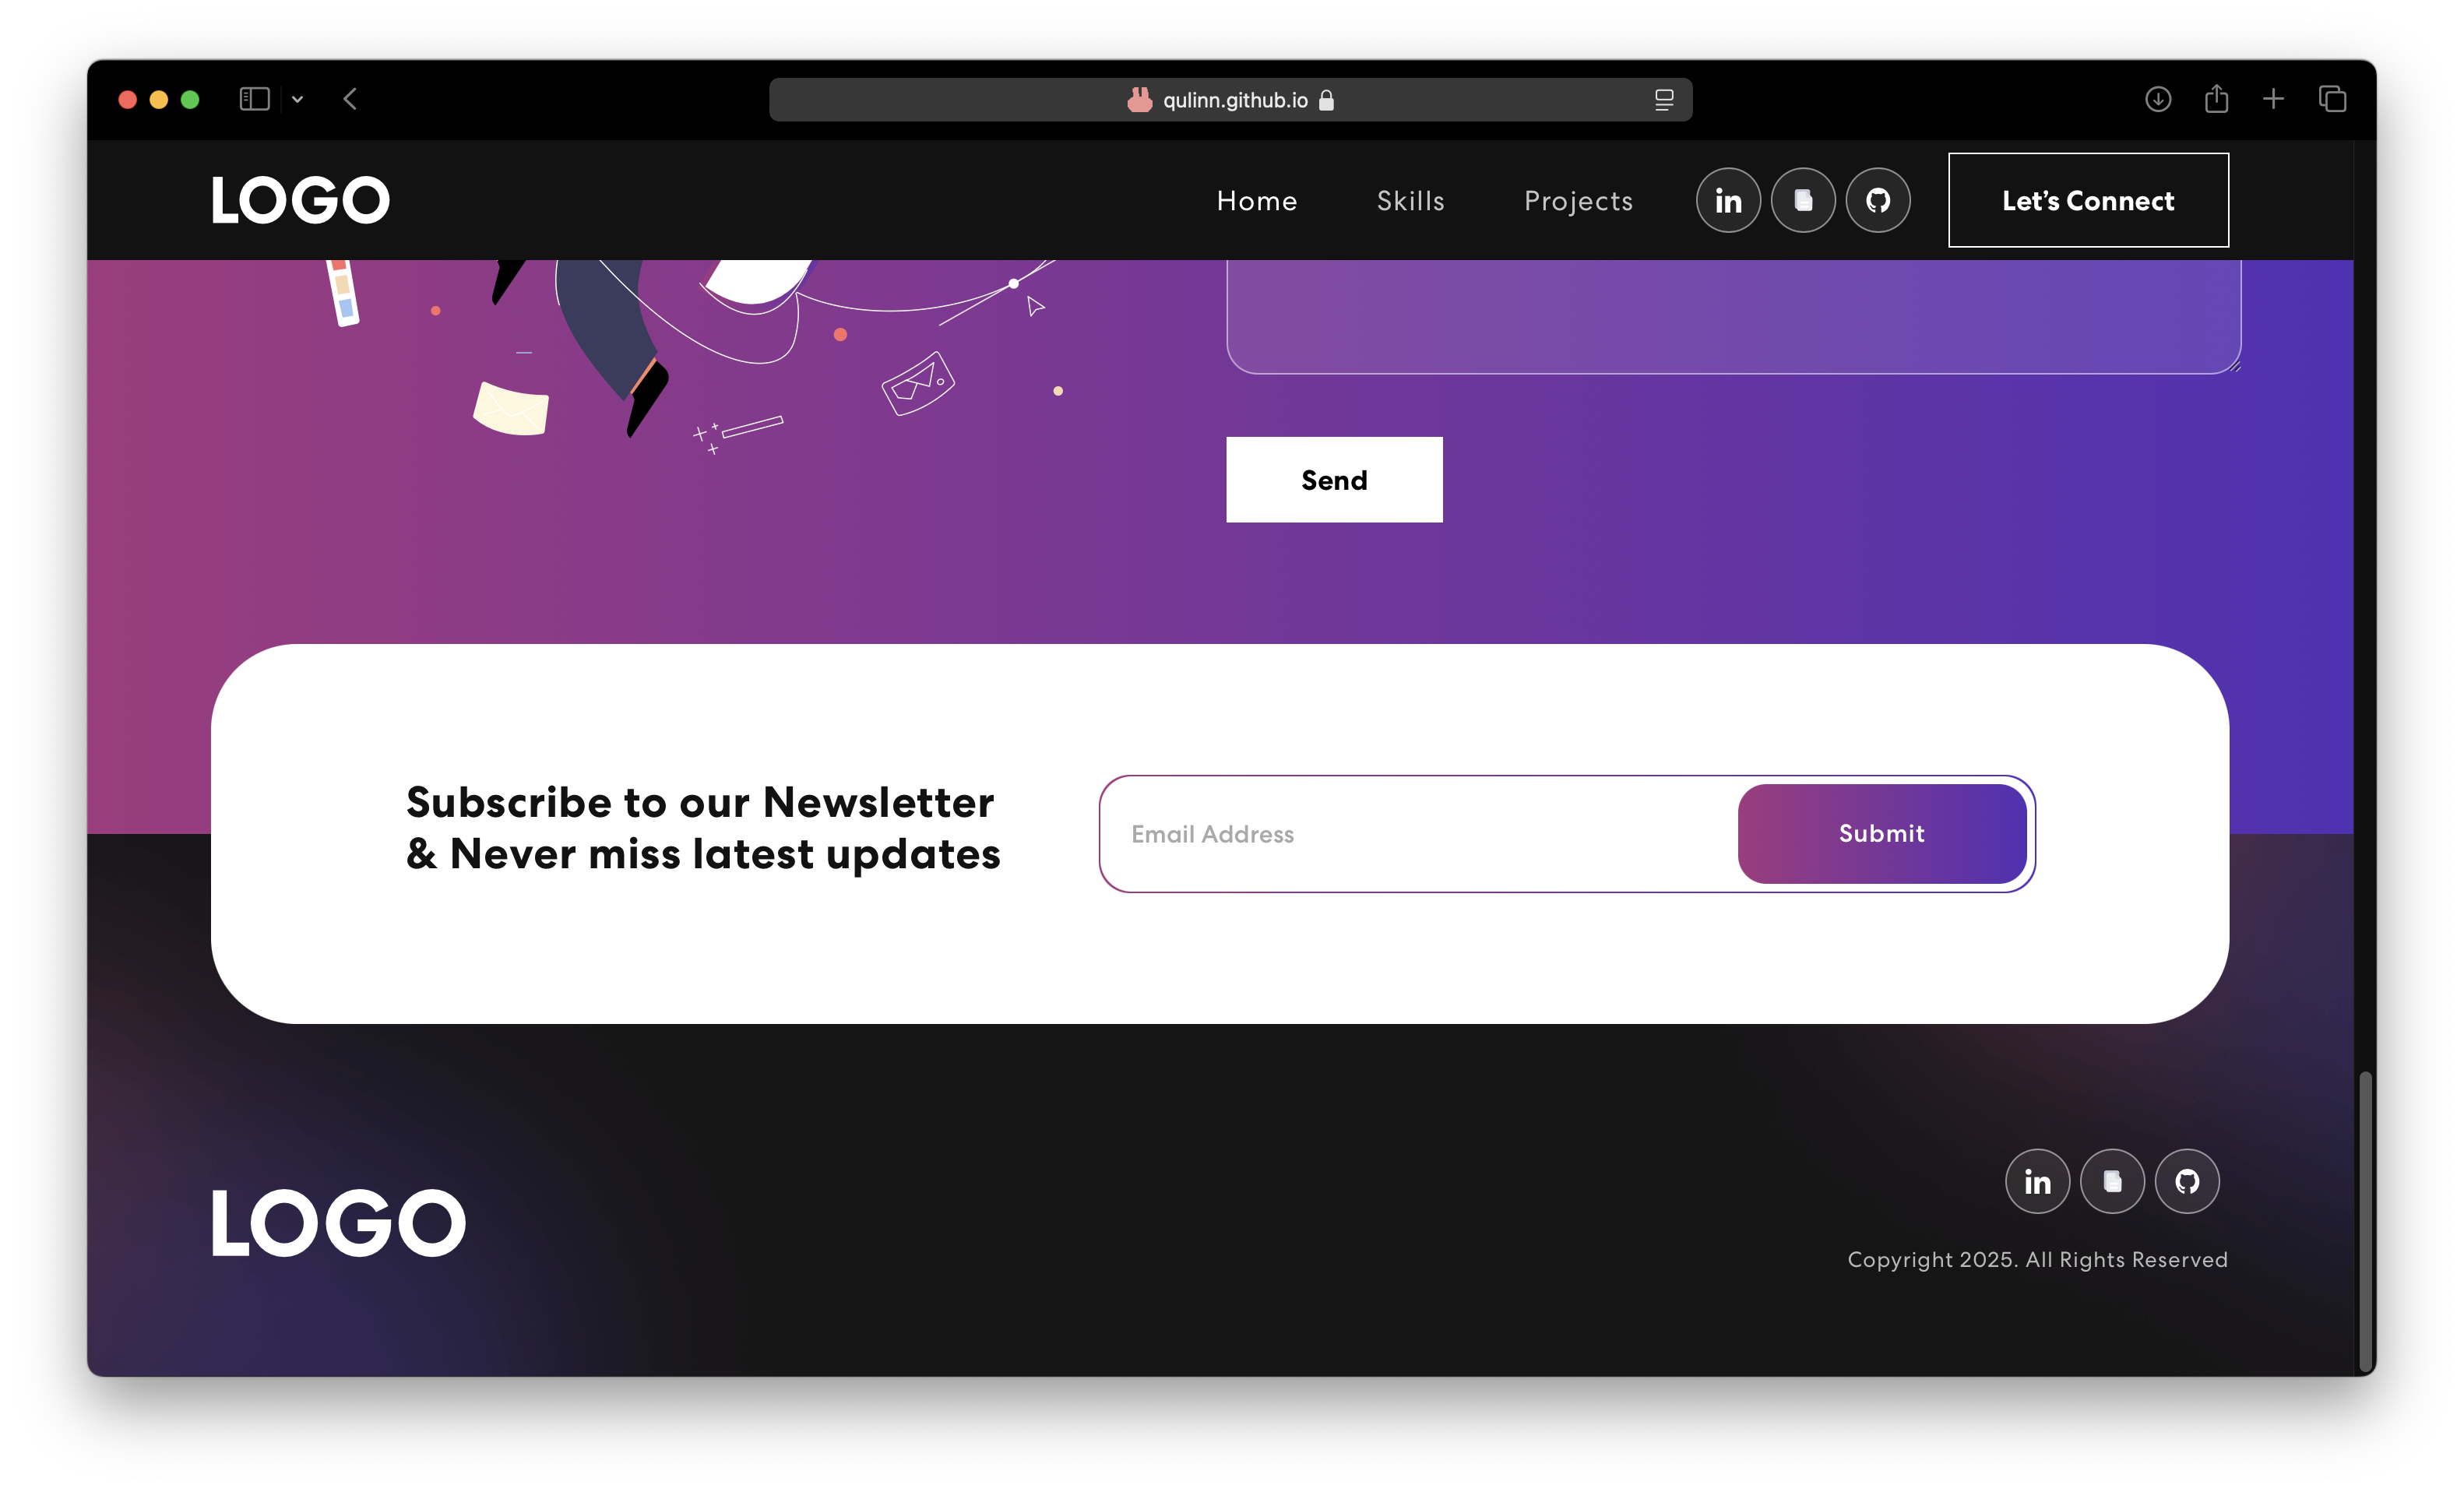 qulinn.github.io
LOGO
Home
Skills
Projects
in
Let’s Connect
Send
Subscribe to our Newsletter
& Never miss latest updates
Email Address
Submit
LOGO
in
Copyright 2025. All Rights Reserved